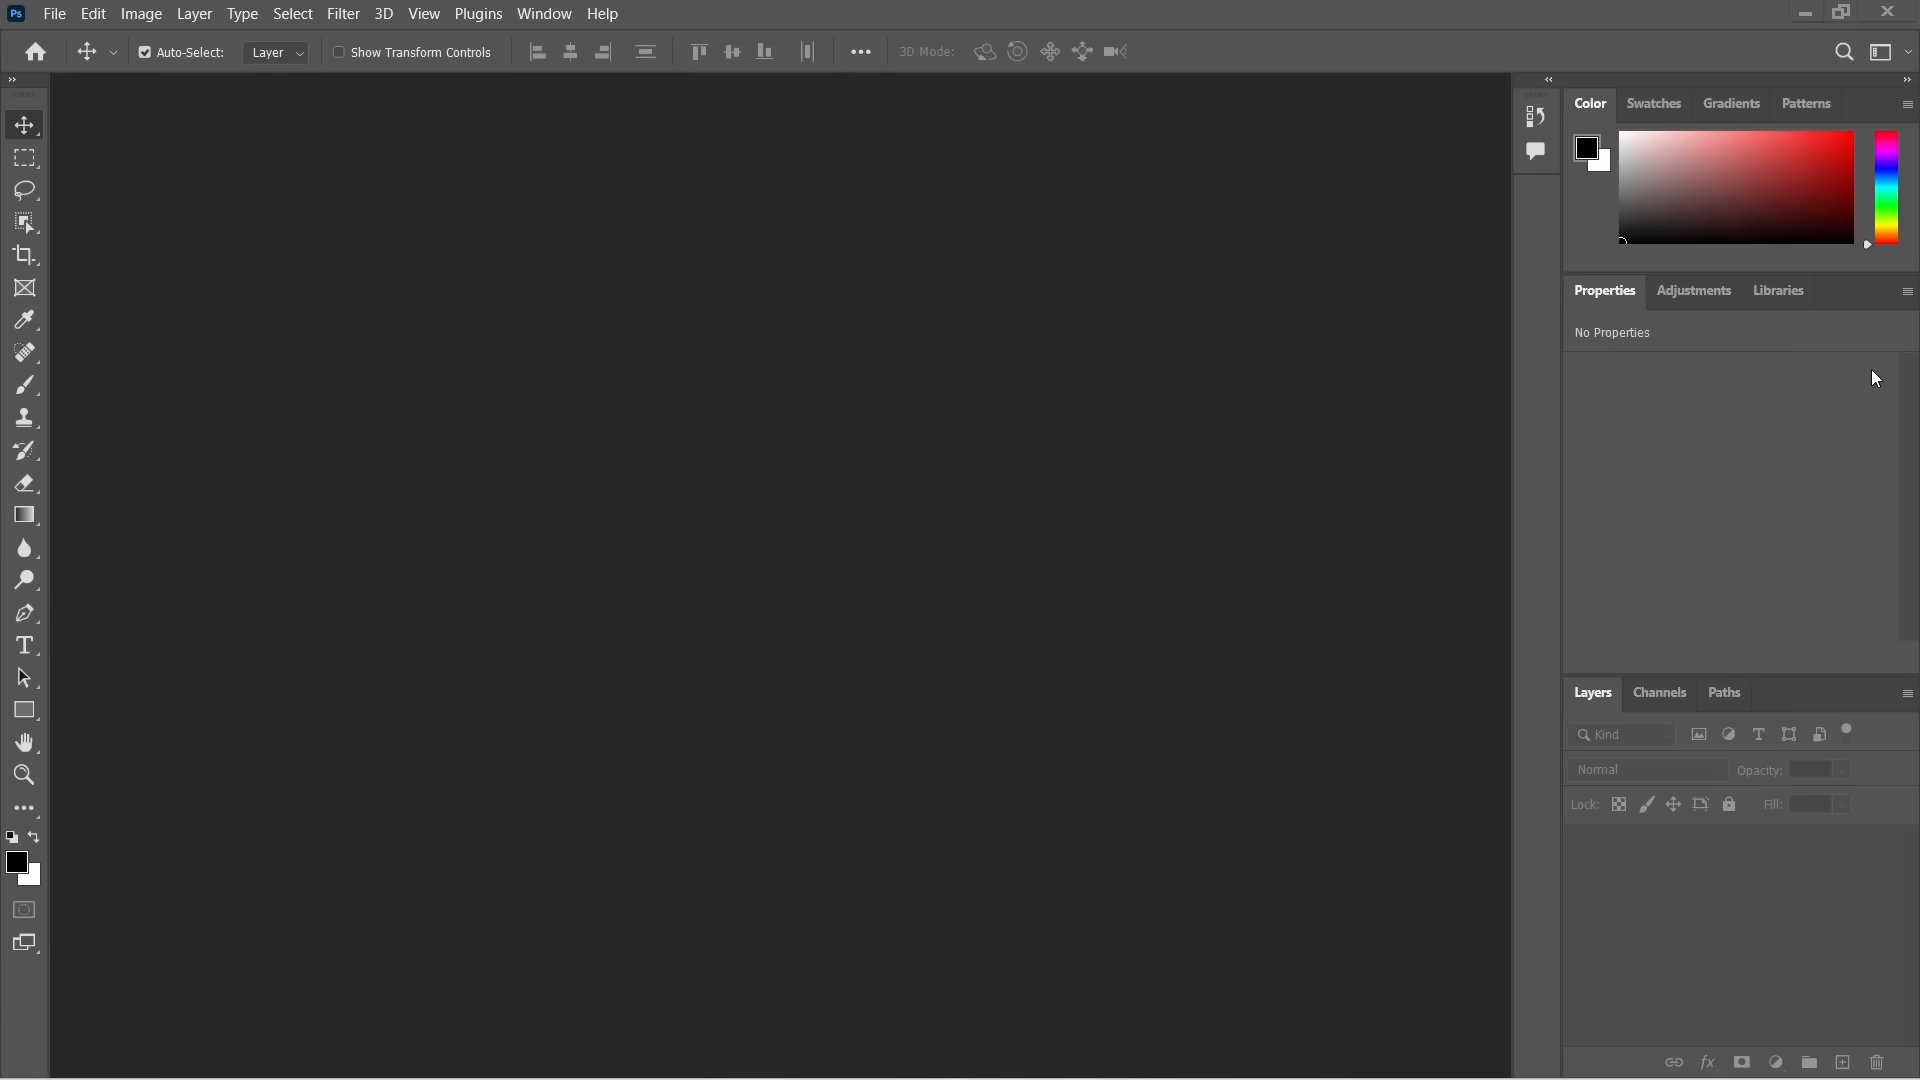 Ps File Edit Image Layer Type Select Filter 3D View Plugins Window Help
Auto-Select: Layer Show Transform Controls 3D Mode:
Color Swatches Gradients Patterns
Properties Adjustments Libraries
No Properties
Layers Channels Paths
Kind
Normal Opacity:
Lock: Fill:
fx